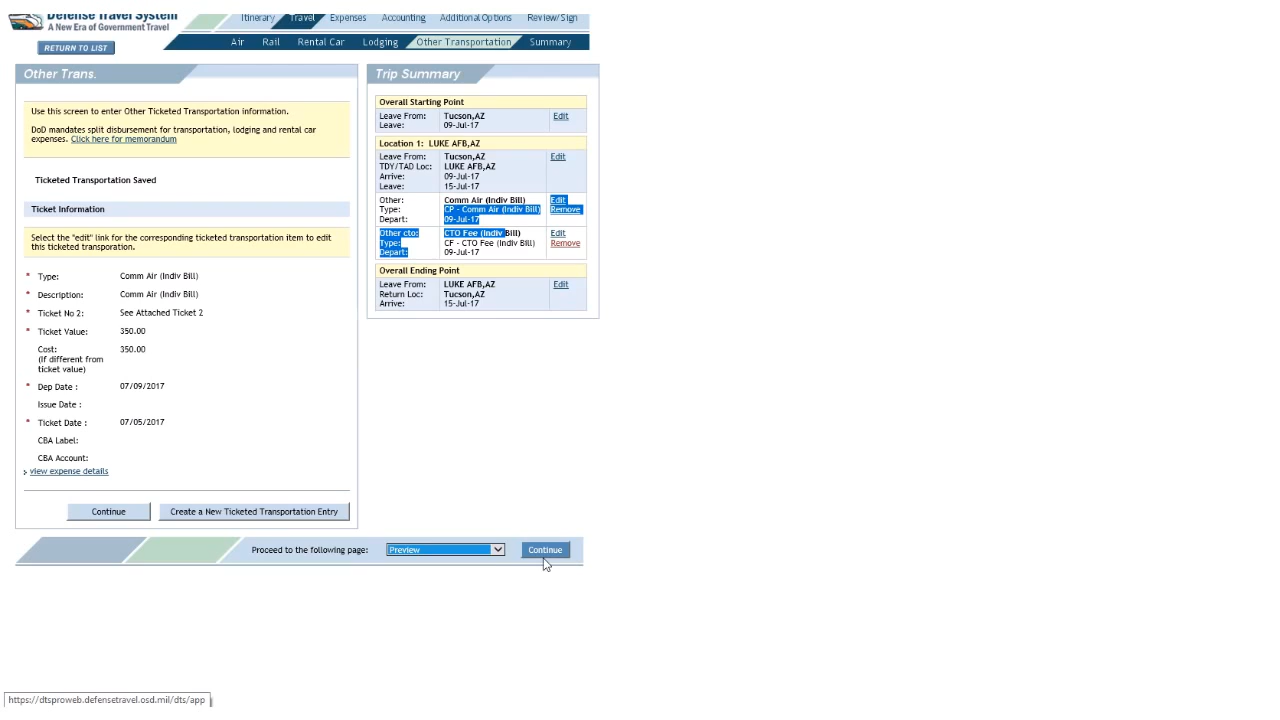 Defense Travel System
A New Era of Government Travel
Itinerary Travel Expenses Accounting Additional Options Review/Sign
RETURN TO LIST
Air Rail Rental Car Lodging Other Transportation Summary
Other Trans.
Use this screen to enter Other Ticketed Transportation information.
DoD mandates split disbursement for transportation, lodging and rental car
expenses. Click here for memorandum
Ticketed Transportation Saved
Ticket Information
Select the "edit" link for the corresponding ticketed transportation item to edit
this ticketed transporation.
* Type: Comm Air (Indiv Bill)
* Description: Comm Air (Indiv Bill)
* Ticket No 2: See Attached Ticket 2
* Ticket Value: 350.00
Cost: 350.00
(If different from
ticket value)
* Dep Date : 07/09/2017
Issue Date :
* Ticket Date : 07/05/2017
CBA Label:
CBA Account:
view expense details
Continue Create a New Ticketed Transportation Entry
Trip Summary
Overall Starting Point
Leave From: Tucson,AZ Edit
Leave: 09-Jul-17
Location 1: LUKE AFB,AZ
Leave From: Tucson,AZ Edit
TDY/TAD Loc: LUKE AFB,AZ
Arrive: 09-Jul-17
Leave: 15-Jul-17
Other: Comm Air (Indiv Bill) Edit
Type: CP - Comm Air (Indiv Bill) Remove
Depart: 09-Jul-17
Other cto: CTO Fee (Indiv Bill) Edit
Type: CF - CTO Fee (Indiv Bill) Remove
Depart: 09-Jul-17
Overall Ending Point
Leave From: LUKE AFB,AZ Edit
Return Loc: Tucson,AZ
Arrive: 15-Jul-17
Proceed to the following page: Preview Continue
https://dtsproweb.defensetravel.osd.mil/dts/app